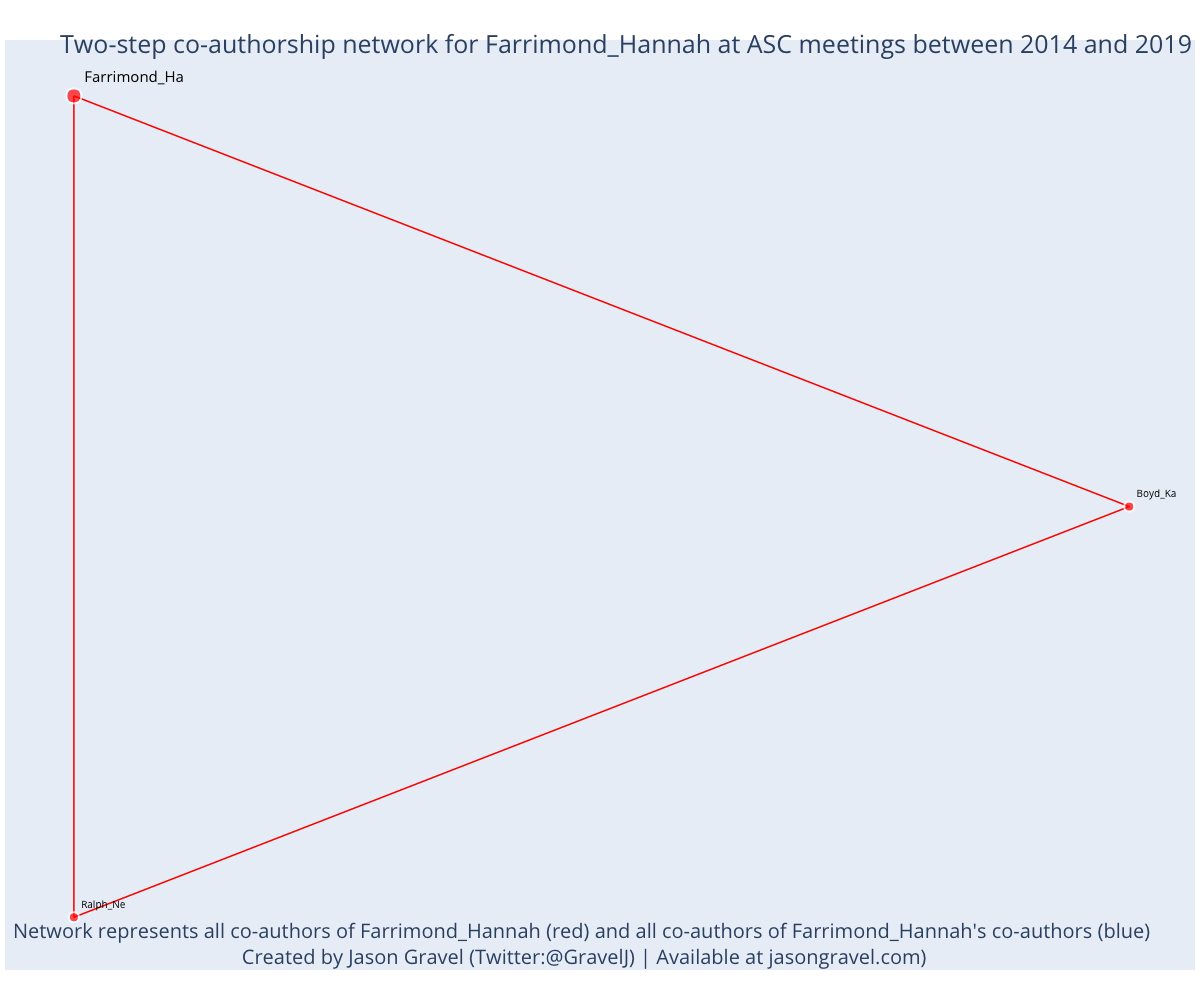 Two-step co-authorship network for Farrimond_Hannah at ASC meetings between 2014 and 2019
Farrimond_Ha
Boyd_Ka
Ralph_Ne
Network represents all co-authors of Farrimond_Hannah (red) and all co-authors of Farrimond_Hannah's co-authors (blue)
Created by Jason Gravel (Twitter:@GravelJ) | Available at jasongravel.com)